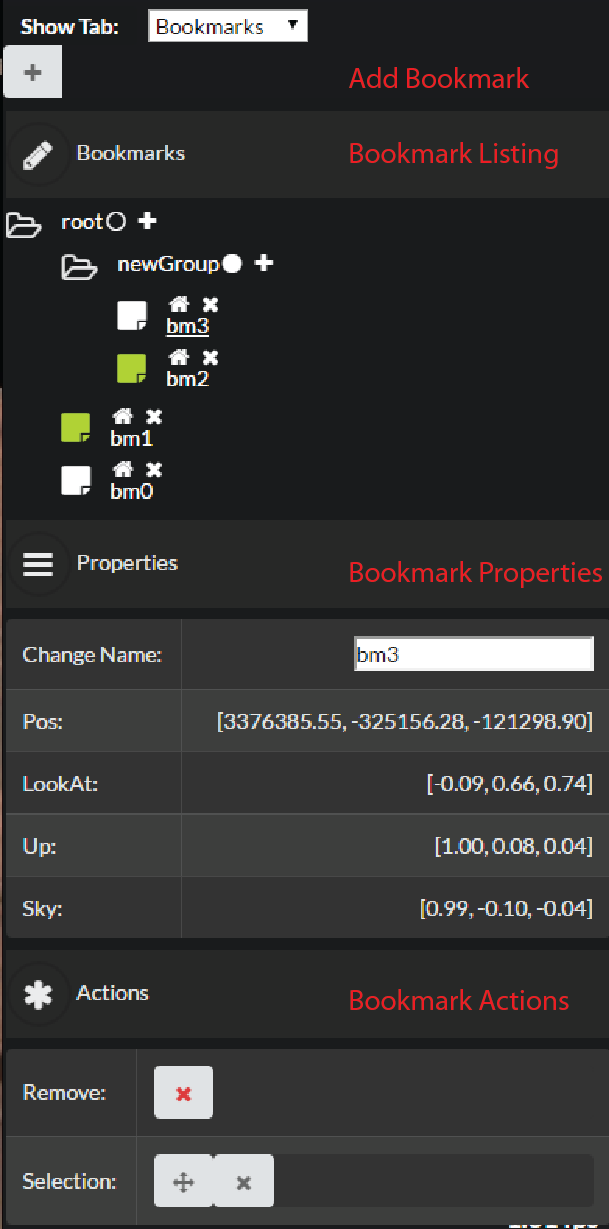 Show Tab: Bookmarks
Add Bookmark
Bookmarks Bookmark Listing
root
newGroup
bm3
bm2
bm1
bm0
Properties Bookmark Properties
Change Name: bm3
Pos: [3376385.55, -325156.28, -121298.90]
LookAt: [-0.09, 0.66, 0.74]
Up: [1.00, 0.08, 0.04]
Sky: [0.99, -0.10, -0.04]
Actions Bookmark Actions
Remove:
Selection: